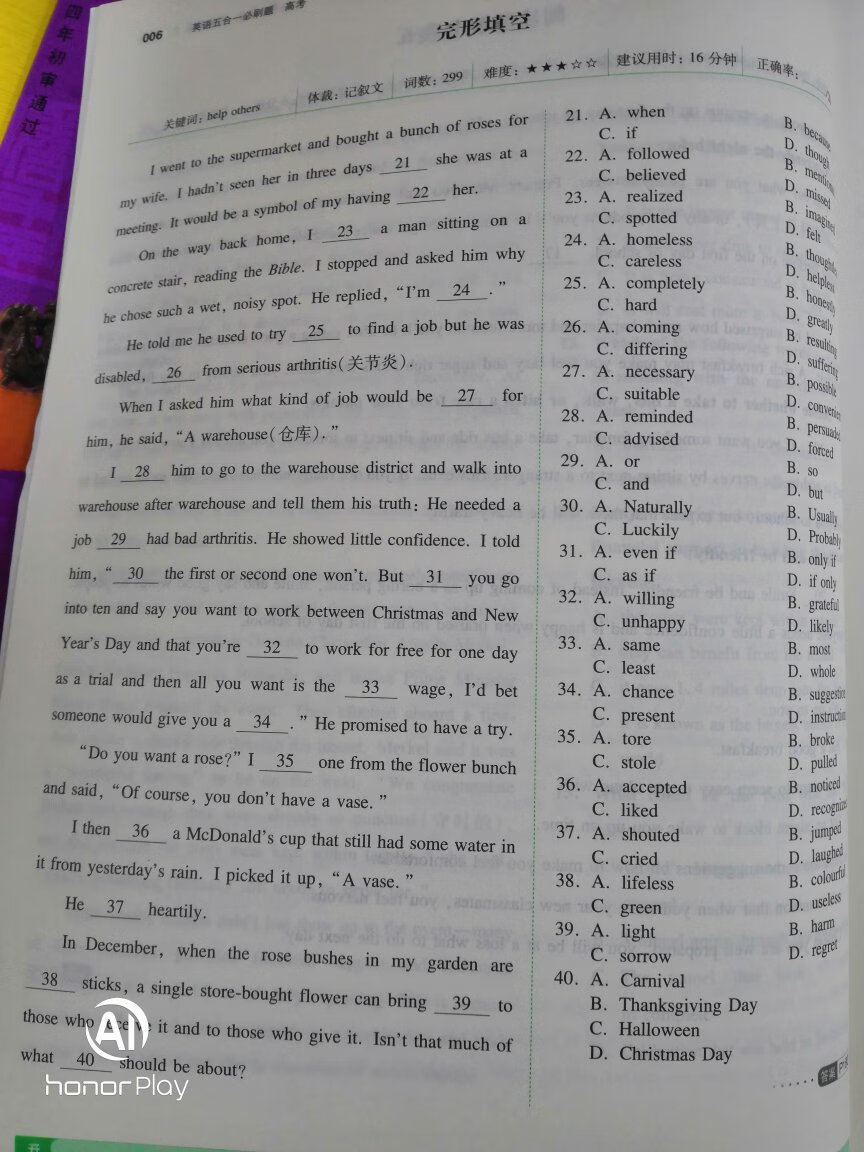 四年初审通过
006
英语五合一必刷题 高考
完形填空
关键词：help others
体裁：记叙文
词数：299
难度：★★★☆☆
建议用时：16 分钟
正确率：
I went to the supermarket and bought a bunch of roses for
my wife. I hadn't seen her in three days 21 she was at a
meeting. It would be a symbol of my having 22 her.
On the way back home, I 23 a man sitting on a
concrete stair, reading the Bible. I stopped and asked him why
he chose such a wet, noisy spot. He replied, “I'm 24 .”
He told me he used to try 25 to find a job but he was
disabled, 26 from serious arthritis(关节炎).
When I asked him what kind of job would be 27 for
him, he said, “A warehouse(仓库).”
I 28 him to go to the warehouse district and walk into
warehouse after warehouse and tell them his truth: He needed a
job 29 had bad arthritis. He showed little confidence. I told
him, “ 30 the first or second one won't. But 31 you go
into ten and say you want to work between Christmas and New
Year's Day and that you're 32 to work for free for one day
as a trial and then all you want is the 33 wage, I'd bet
someone would give you a 34 .” He promised to have a try.
“Do you want a rose?” I 35 one from the flower bunch
and said, “Of course, you don't have a vase.”
I then 36 a McDonald's cup that still had some water in
it from yesterday's rain. I picked it up, “A vase.”
He 37 heartily.
In December, when the rose bushes in my garden are
38 sticks, a single store-bought flower can bring 39 to
those who receive it and to those who give it. Isn't that much of
what 40 should be about?
21. A. when
B. because
C. if
D. though
22. A. followed
B. mention
C. believed
D. missed
23. A. realized
B. imagined
C. spotted
D. felt
24. A. homeless
B. thoughtless
C. careless
D. helpless
25. A. completely
B. honestly
C. hard
D. greatly
26. A. coming
B. resulting
C. differing
D. suffering
27. A. necessary
B. possible
C. suitable
D. convenient
28. A. reminded
B. persuaded
C. advised
D. forced
29. A. or
B. so
C. and
D. but
30. A. Naturally
B. Usually
C. Luckily
D. Probably
31. A. even if
B. only if
C. as if
D. if only
32. A. willing
B. grateful
C. unhappy
D. likely
33. A. same
B. most
C. least
D. whole
34. A. chance
B. suggestion
C. present
D. instruction
35. A. tore
B. broke
C. stole
D. pulled
36. A. accepted
B. noticed
C. liked
D. recognized
37. A. shouted
B. jumped
C. cried
D. laughed
38. A. lifeless
B. colourful
C. green
D. useless
39. A. light
B. harm
C. sorrow
D. regret
40. A. Carnival
B. Thanksgiving Day
C. Halloween
D. Christmas Day
答案
AI
honor Play